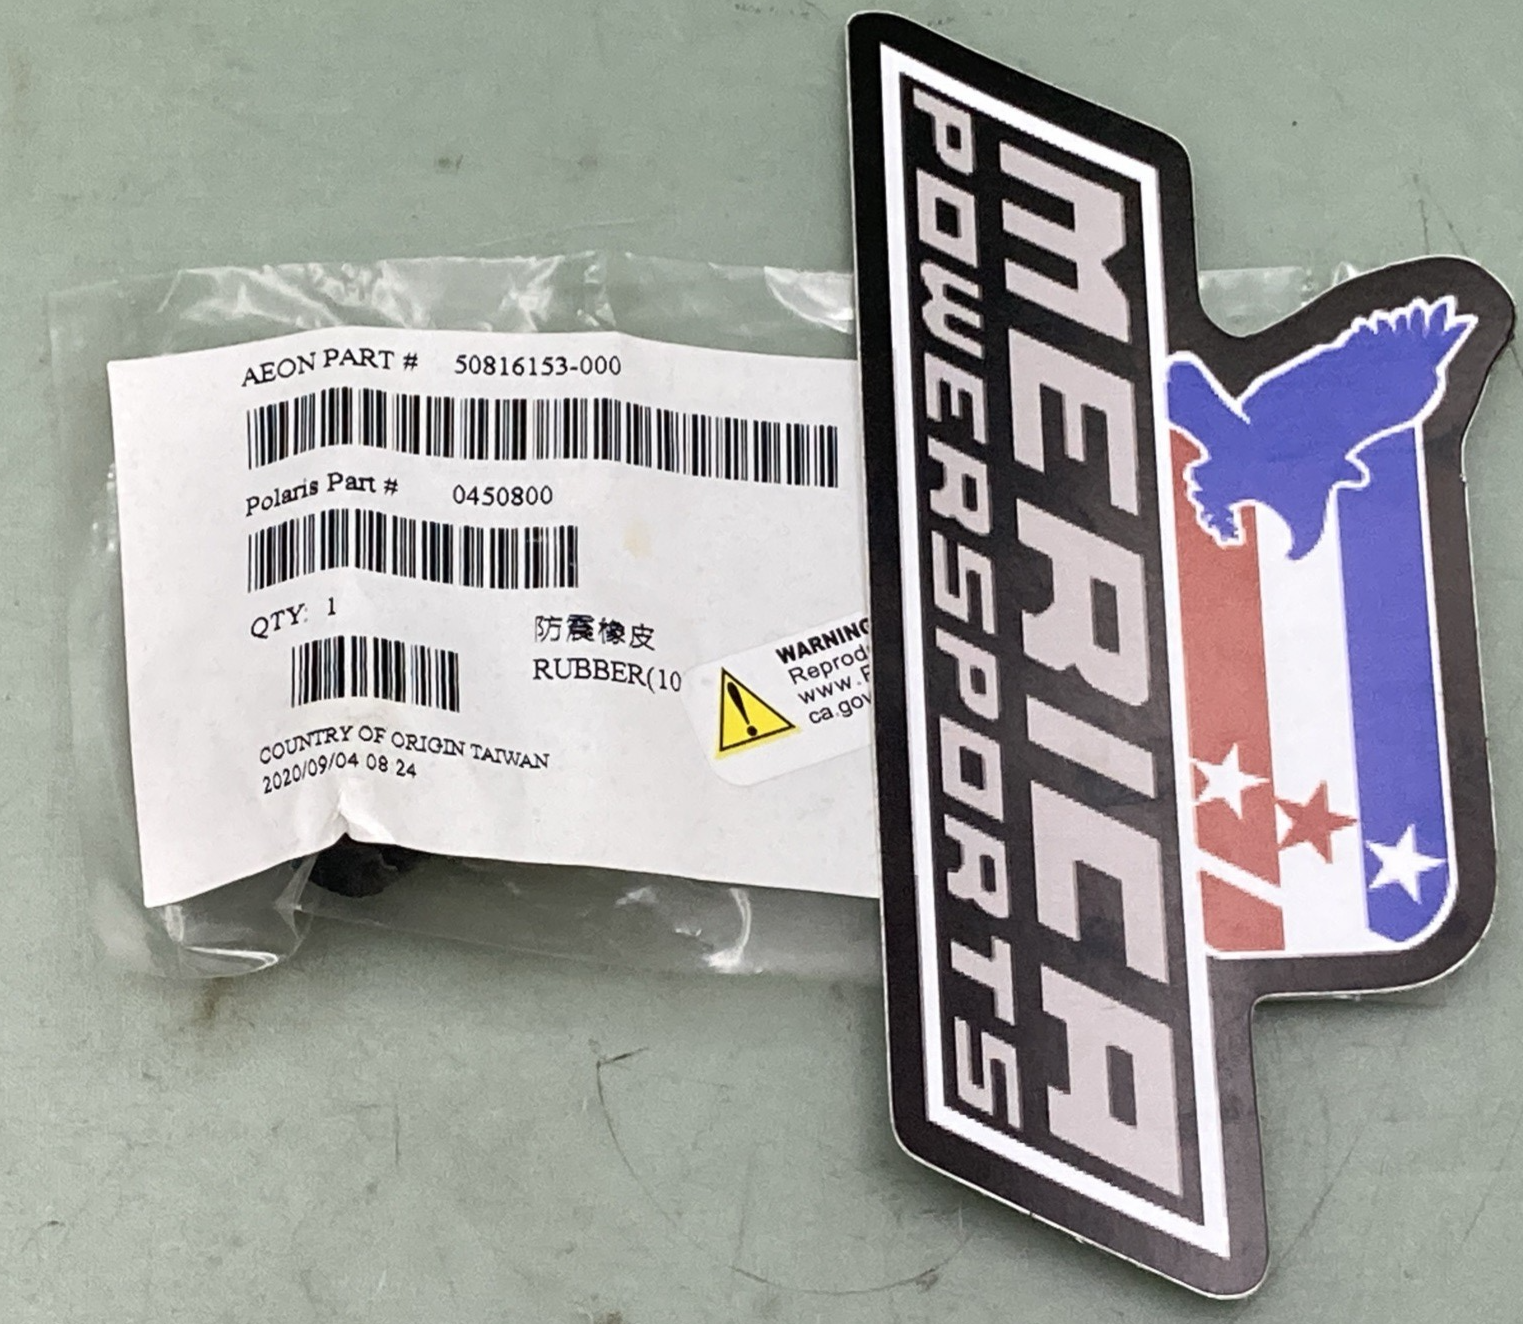 AEON PART # 50816153-000
Polaris Part # 0450800
QTY: 1
防震橡皮
RUBBER(10
COUNTRY OF ORIGIN TAIWAN
2020/09/04 08:24
WARNING
Reprod
www.
ca.gov
MERICA
POWERSPORTS